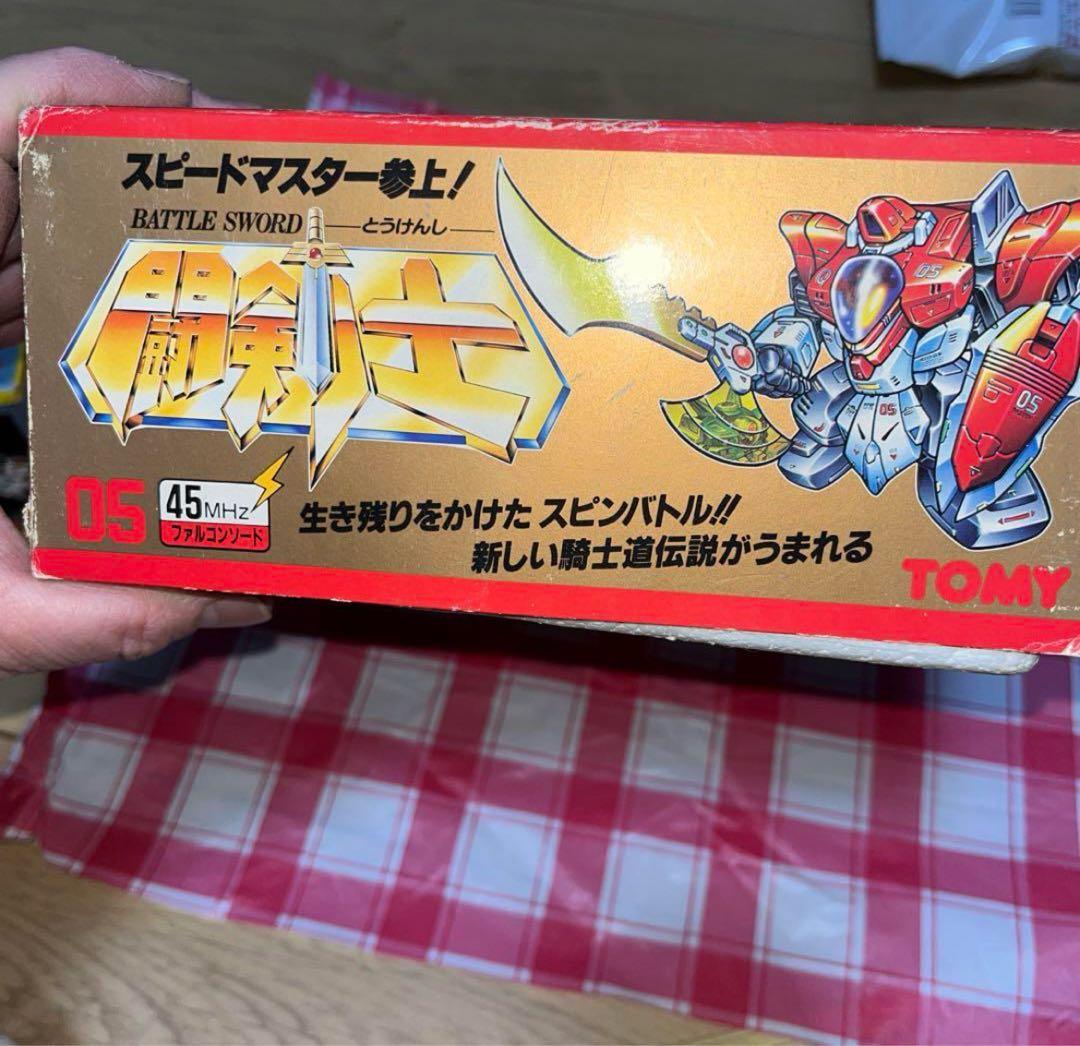 スピードマスター参上!
BATTLE SWORD —とうけんし—
闘剣士
05 45MHz
ファルコンソード
生き残りをかけた スピンバトル!!
新しい騎士道伝説がうまれる
TOMY
05
05
05